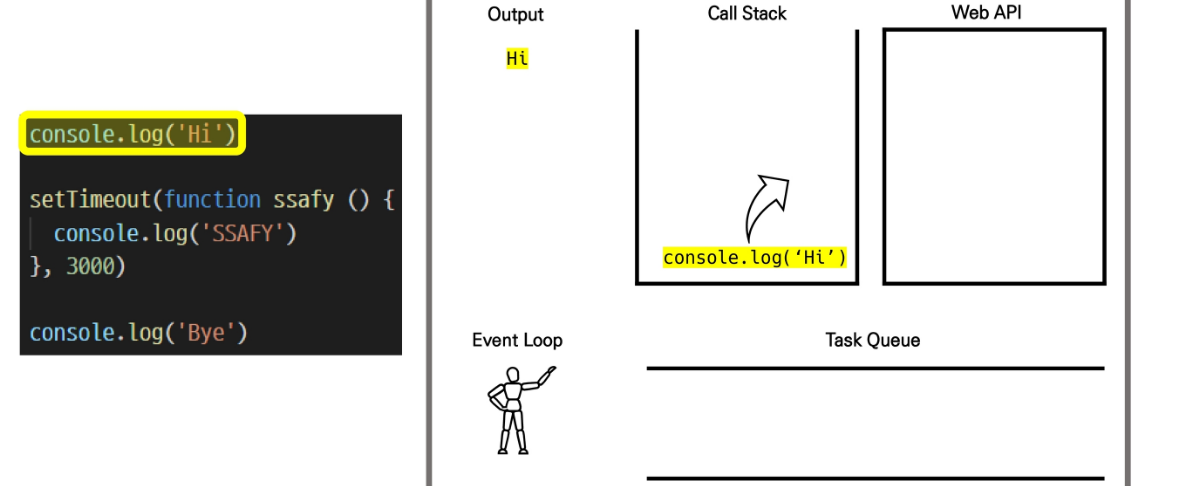 console.log('Hi')
setTimeout(function ssafy () {
console.log('SSAFY')
}, 3000)
console.log('Bye')
Output
Hi
Call Stack
console.log(‘Hi’)
Web API
Event Loop
Task Queue